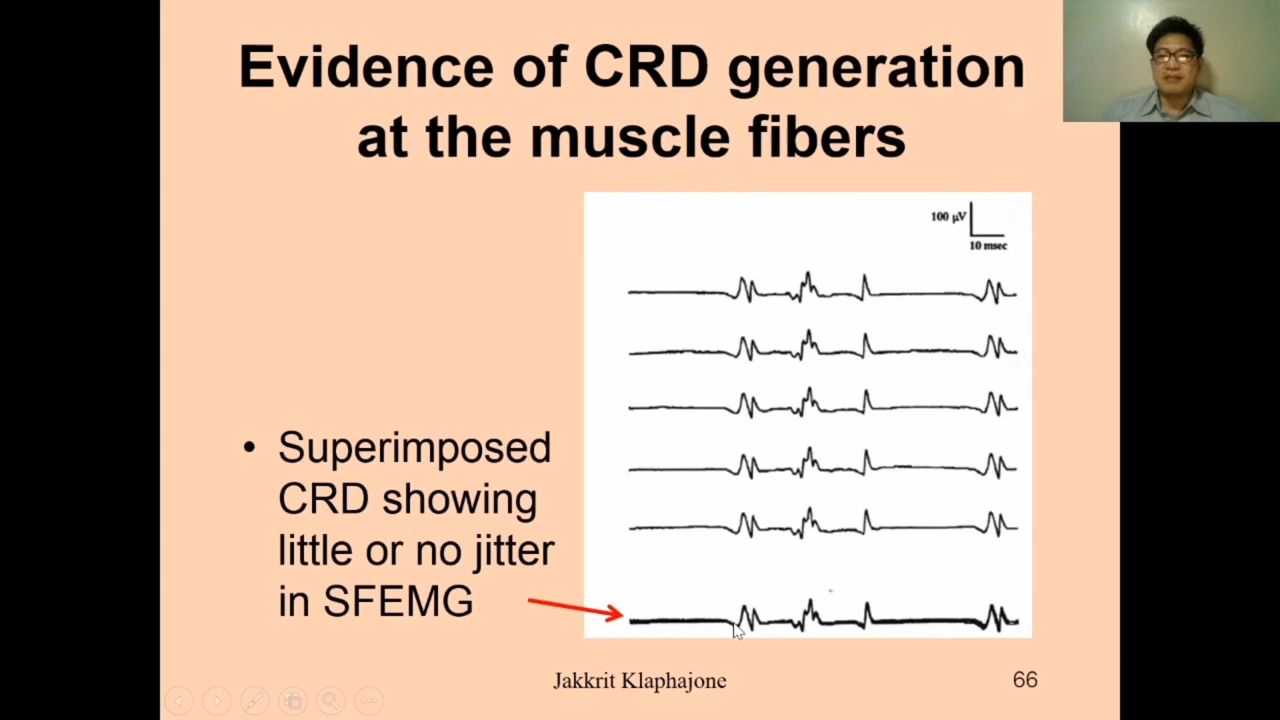 Evidence of CRD generation
at the muscle fibers
100 µV
10 msec
• Superimposed
CRD showing
little or no jitter
in SFEMG
Jakkrit Klaphajone
66